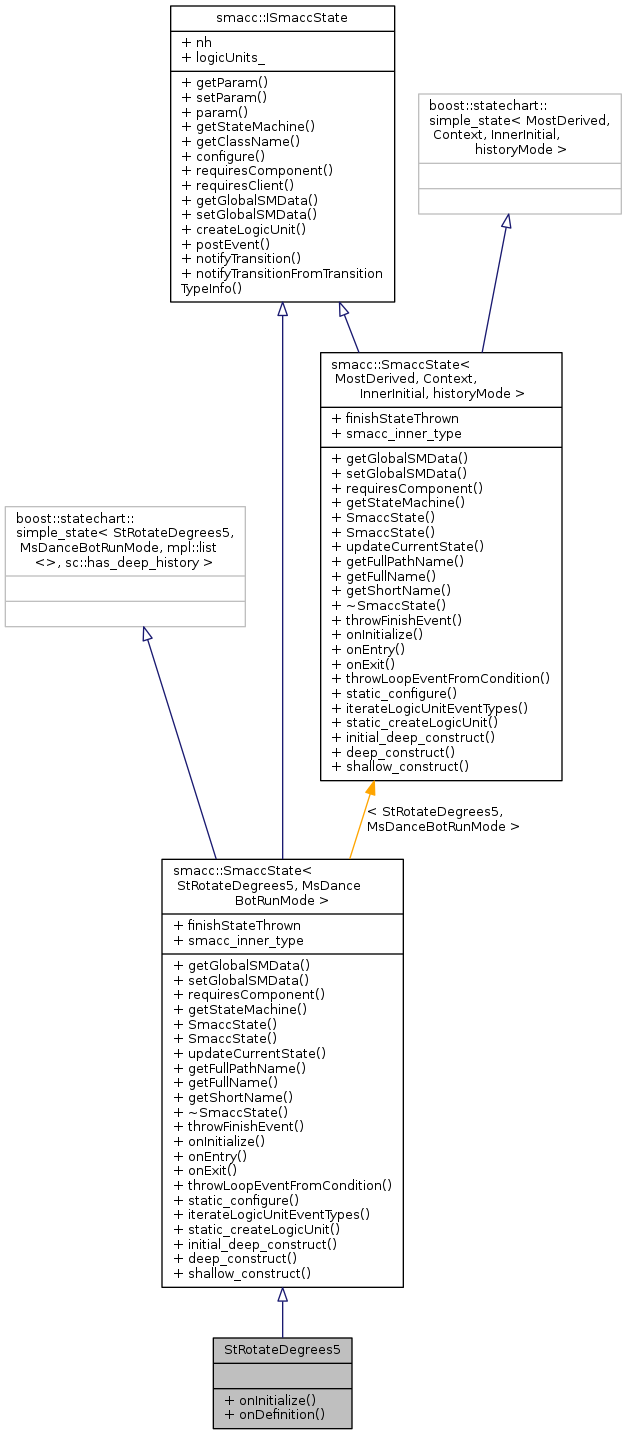 smacc::ISmaccState
+ nh
+ logicUnits_
+ getParam()
+ setParam()
+ param()
+ getStateMachine()
+ getClassName()
+ configure()
+ requiresComponent()
+ requiresClient()
+ getGlobalSMData()
+ setGlobalSMData()
+ createLogicUnit()
+ postEvent()
+ notifyTransition()
+ notifyTransitionFromTransition
TypeInfo()
boost::statechart::
simple_state< MostDerived,
Context, InnerInitial,
historyMode >
smacc::SmaccState<
MostDerived, Context,
InnerInitial, historyMode >
+ finishStateThrown
+ smacc_inner_type
+ getGlobalSMData()
+ setGlobalSMData()
+ requiresComponent()
+ getStateMachine()
+ SmaccState()
+ SmaccState()
+ updateCurrentState()
+ getFullPathName()
+ getFullName()
+ getShortName()
+ ~SmaccState()
+ throwFinishEvent()
+ onInitialize()
+ onEntry()
+ onExit()
+ throwLoopEventFromCondition()
+ static_configure()
+ iterateLogicUnitEventTypes()
+ static_createLogicUnit()
+ initial_deep_construct()
+ deep_construct()
+ shallow_construct()
boost::statechart::
simple_state< StRotateDegrees5,
MsDanceBotRunMode, mpl::list
<>, sc::has_deep_history >
< StRotateDegrees5,
MsDanceBotRunMode >
smacc::SmaccState<
StRotateDegrees5, MsDance
BotRunMode >
+ finishStateThrown
+ smacc_inner_type
+ getGlobalSMData()
+ setGlobalSMData()
+ requiresComponent()
+ getStateMachine()
+ SmaccState()
+ SmaccState()
+ updateCurrentState()
+ getFullPathName()
+ getFullName()
+ getShortName()
+ ~SmaccState()
+ throwFinishEvent()
+ onInitialize()
+ onEntry()
+ onExit()
+ throwLoopEventFromCondition()
+ static_configure()
+ iterateLogicUnitEventTypes()
+ static_createLogicUnit()
+ initial_deep_construct()
+ deep_construct()
+ shallow_construct()
StRotateDegrees5
+ onInitialize()
+ onDefinition()